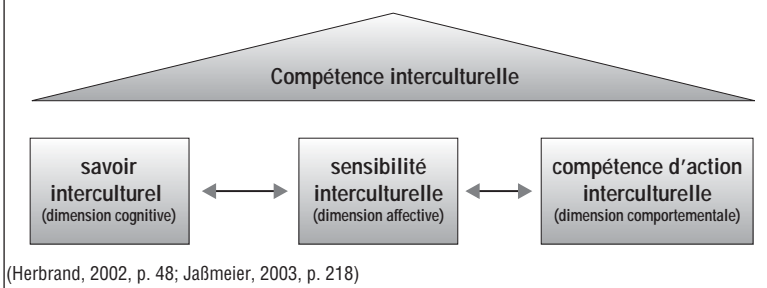 Compétence interculturelle
savoir
interculturel
(dimension cognitive)
sensibilité
interculturelle
(dimension affective)
compétence d'action
interculturelle
(dimension comportementale)
(Herbrand, 2002, p. 48; Jaßmeier, 2003, p. 218)